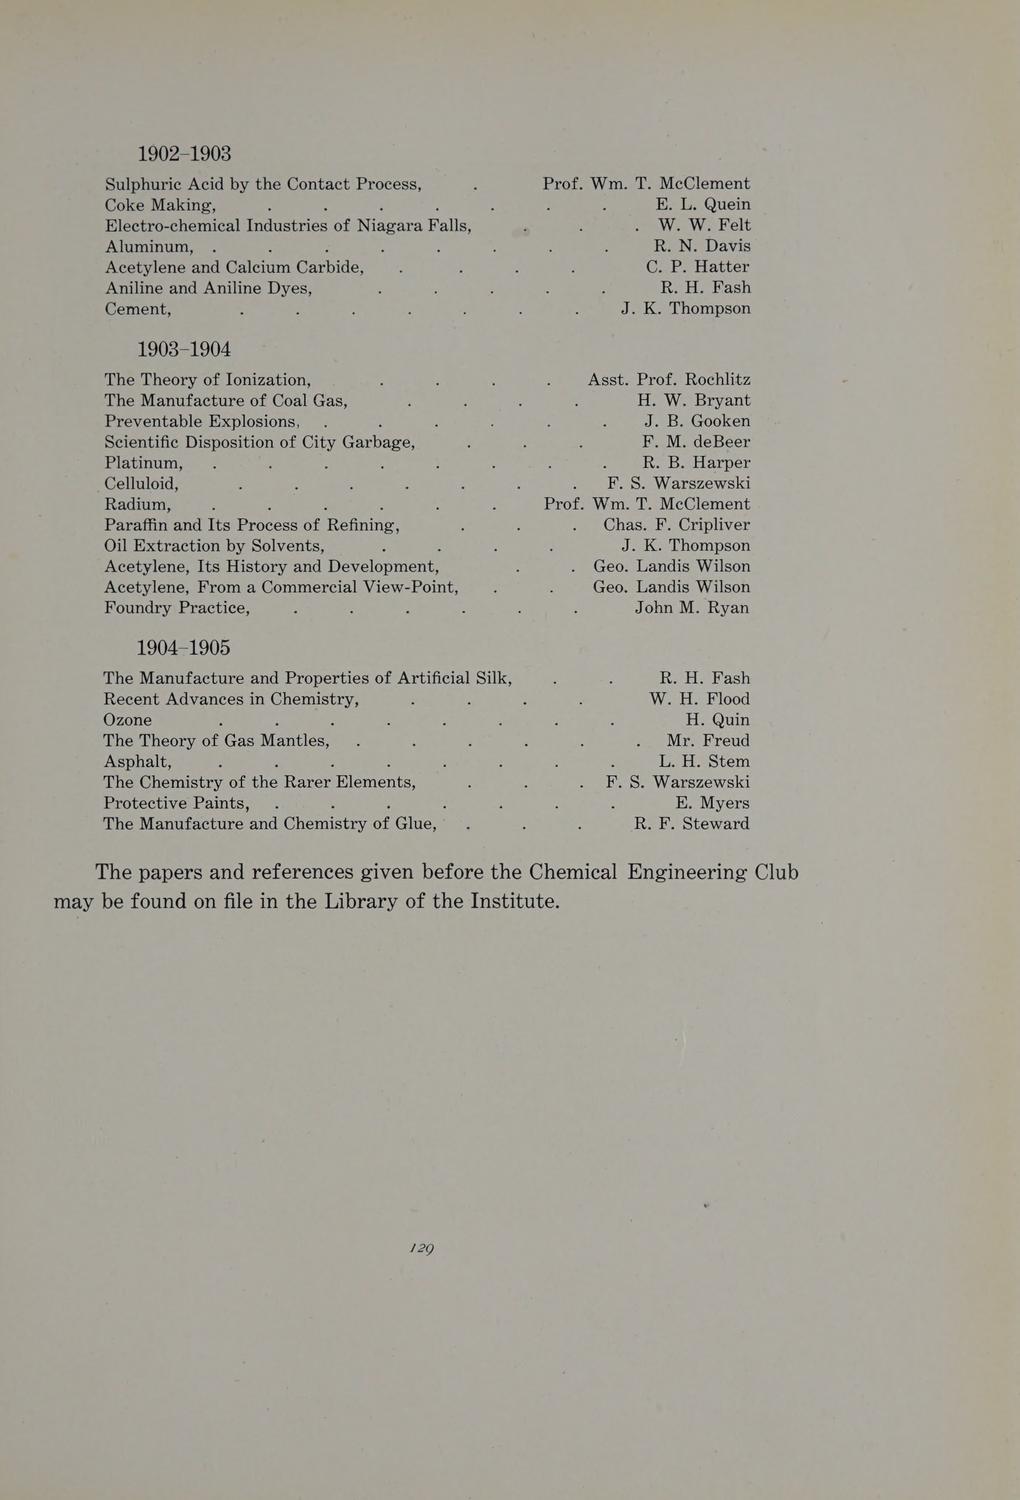 1902–1903
Sulphuric Acid by the Contact Process, . Prof. Wm. T. McClement
Coke Making, . . . . . . . E. L. Quein
Electro-chemical Industries of Niagara Falls, . . . W. W. Felt
Aluminum, . . . . . . . . R. N. Davis
Acetylene and Calcium Carbide, . . . . C. P. Hatter
Aniline and Aniline Dyes, . . . . . R. H. Fash
Cement, . . . . . . . J. K. Thompson
1903–1904
The Theory of Ionization, . . . . Asst. Prof. Rochlitz
The Manufacture of Coal Gas, . . . . H. W. Bryant
Preventable Explosions, . . . . . . J. B. Gooken
Scientific Disposition of City Garbage, . . . F. M. deBeer
Platinum, . . . . . . . . R. B. Harper
Celluloid, . . . . . . . F. S. Warszewski
Radium, . . . . . . Prof. Wm. T. McClement
Paraffin and Its Process of Refining, . . . Chas. F. Cripliver
Oil Extraction by Solvents, . . . . J. K. Thompson
Acetylene, Its History and Development, . . Geo. Landis Wilson
Acetylene, From a Commercial View-Point, . . Geo. Landis Wilson
Foundry Practice, . . . . . . John M. Ryan
1904–1905
The Manufacture and Properties of Artificial Silk, . . R. H. Fash
Recent Advances in Chemistry, . . . . W. H. Flood
Ozone . . . . . . . . H. Quin
The Theory of Gas Mantles, . . . . . . Mr. Freud
Asphalt, . . . . . . . . L. H. Stem
The Chemistry of the Rarer Elements, . . . F. S. Warszewski
Protective Paints, . . . . . . . E. Myers
The Manufacture and Chemistry of Glue, . . . R. F. Steward
The papers and references given before the Chemical Engineering Club
may be found on file in the Library of the Institute.
129